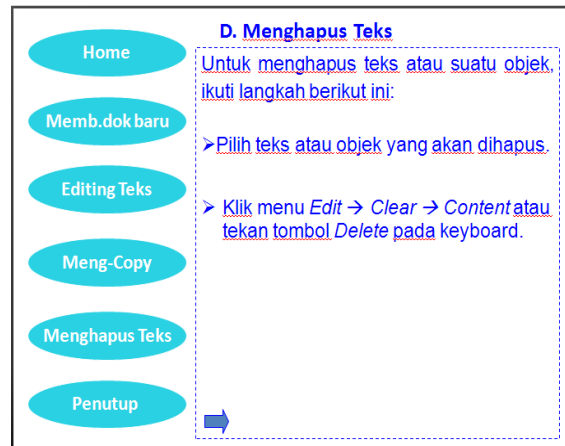 D. Menghapus Teks
Home
Memb.dok baru
Editing Teks
Meng-Copy
Menghapus Teks
Penutup
Untuk menghapus teks atau suatu objek,
ikuti langkah berikut ini:
➢Pilih teks atau objek yang akan dihapus.
➢ Klik menu Edit → Clear → Content atau
tekan tombol Delete pada keyboard.